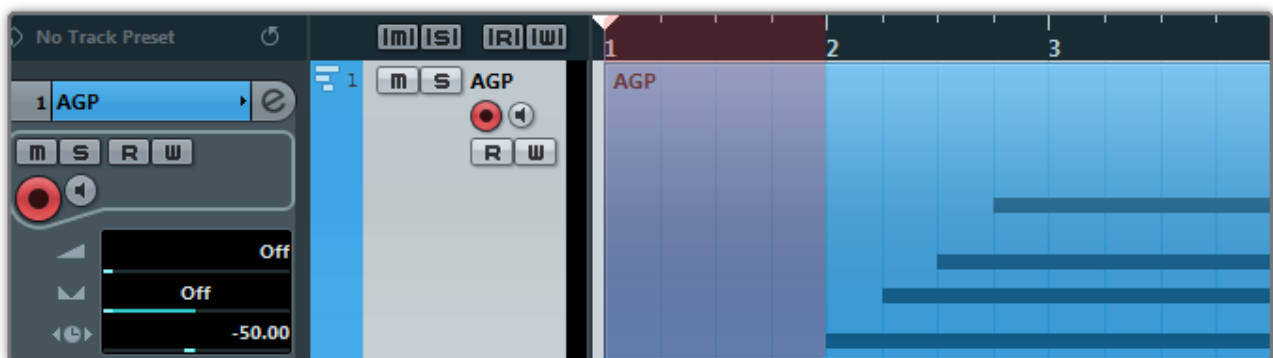 No Track Preset
m S R W
1 2 3
1 AGP e
1 m S AGP
AGP
m S R W
R W
Off
Off
-50.00